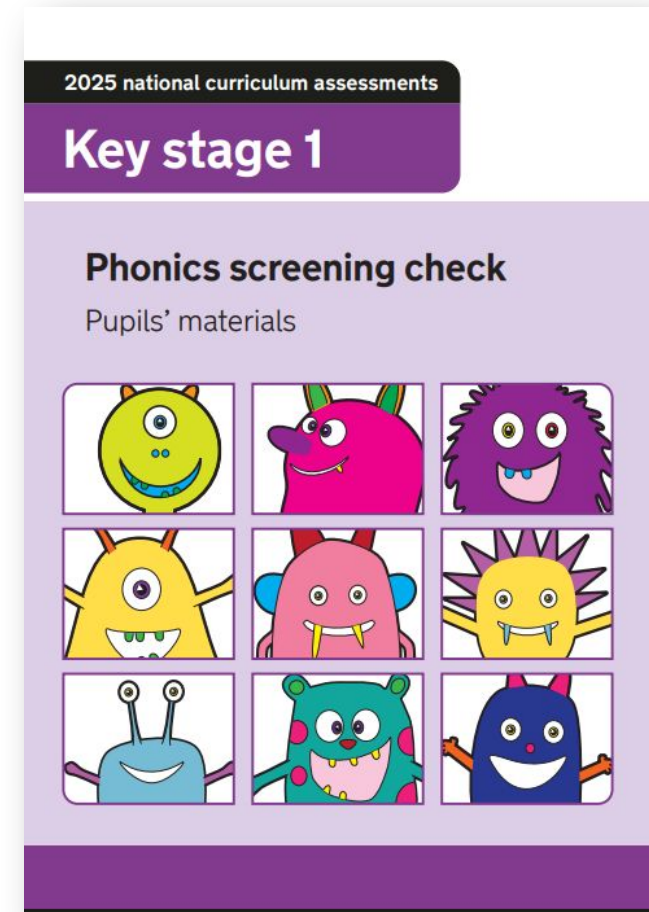 2025 national curriculum assessments
Key stage 1
Phonics screening check
Pupils’ materials